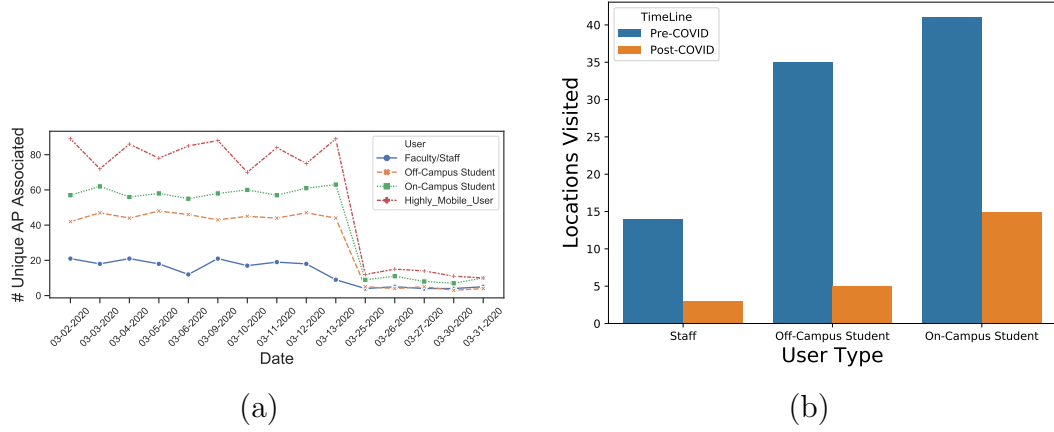 # Unique AP Associated
80
60
40
20
0
User
Faculty/Staff
Off-Campus Student
On-Campus Student
Highly_Mobile_User
03-02-2020
03-03-2020
03-04-2020
03-05-2020
03-06-2020
03-09-2020
03-10-2020
03-11-2020
03-12-2020
03-13-2020
03-25-2020
03-26-2020
03-27-2020
03-30-2020
03-31-2020
Date
(a)
Locations Visited
40
35
30
25
20
15
10
5
0
TimeLine
Pre-COVID
Post-COVID
Staff
Off-Campus Student
On-Campus Student
User Type
(b)